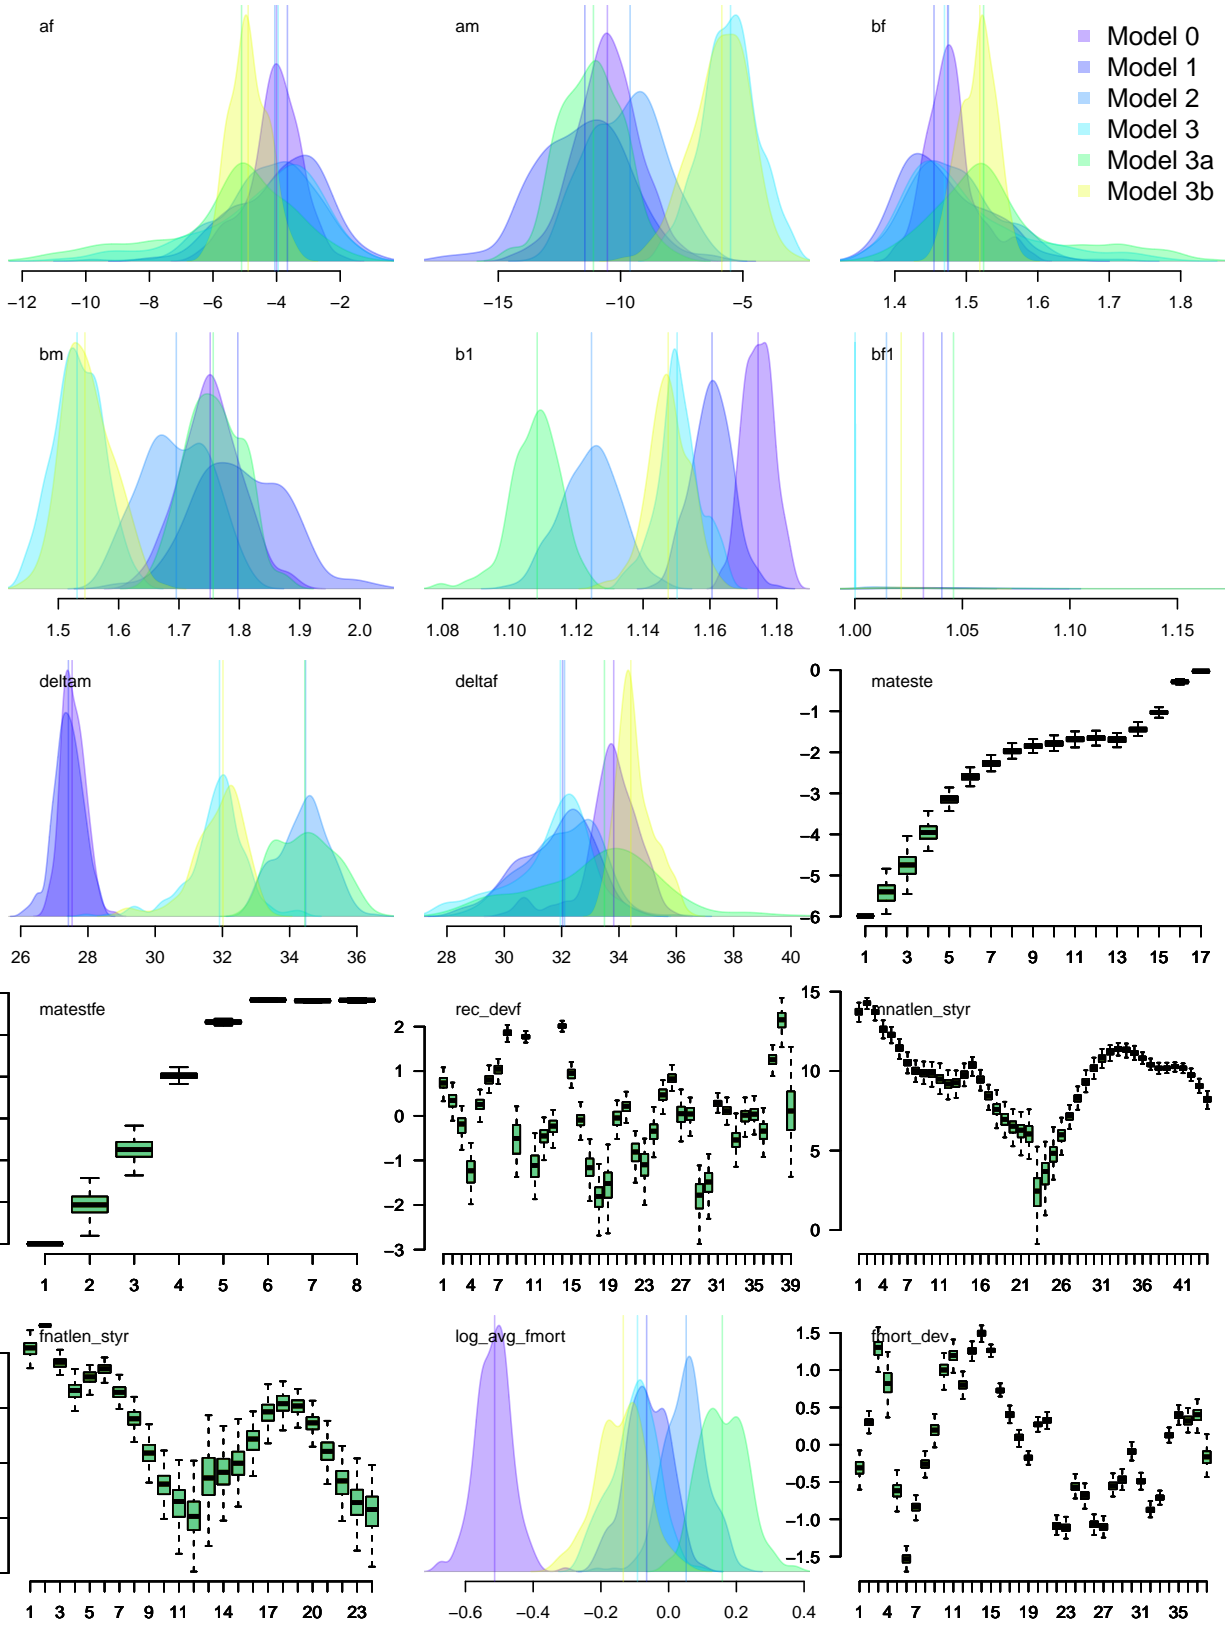 af am bf
Model 0
Model 1
Model 2
Model 3
Model 3a
Model 3b
−12 −10 −8 −6 −4 −2
−15 −10 −5
1.4 1.5 1.6 1.7 1.8
bm b1 bf1
1.5 1.6 1.7 1.8 1.9 2.0
1.08 1.10 1.12 1.14 1.16 1.18
1.00 1.05 1.10 1.15
deltam deltaf mateste
0
−1
−2
−3
−4
−5
−6
26 28 30 32 34 36
28 30 32 34 36 38 40
1 3 5 7 9 11 13 15 17
matestfe rec_devf mnatlen_styr
2
1
0
−1
−2
−3
15
10
5
0
1 2 3 4 5 6 7 8
1 4 7 11 15 19 23 27 31 35 39
1 4 7 11 16 21 26 31 36 41
fnatlen_styr log_avg_fmort fmort_dev
1.5
1.0
0.5
0.0
−0.5
−1.0
−1.5
1 3 5 7 9 11 14 17 20 23
−0.6 −0.4 −0.2 0.0 0.2 0.4
1 4 7 11 15 19 23 27 31 35